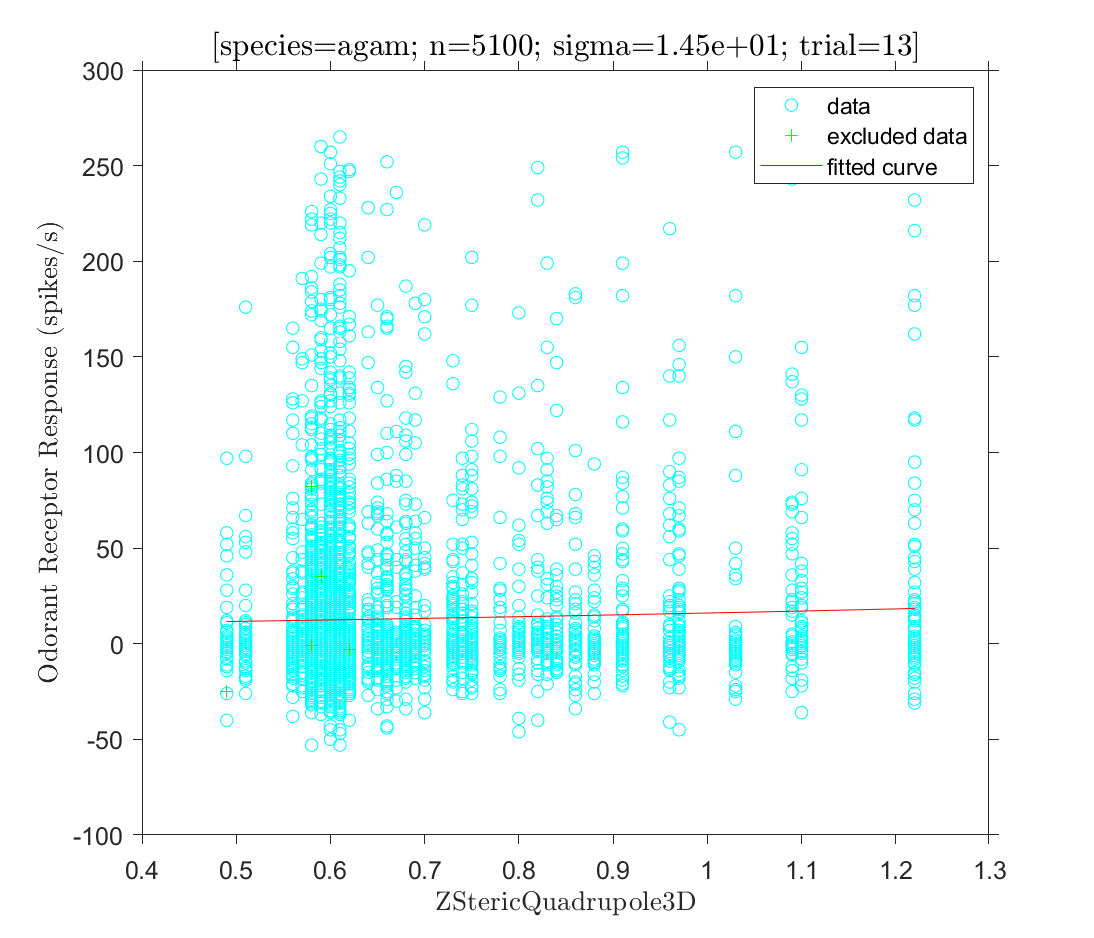 [species=agam; n=5100; sigma=1.45e+01; trial=13]
300
250
200
150
100
50
0
-50
-100
Odorant Receptor Response (spikes/s)
data
excluded data
fitted curve
0.4 0.5 0.6 0.7 0.8 0.9 1 1.1 1.2 1.3
ZStericQuadrupole3D